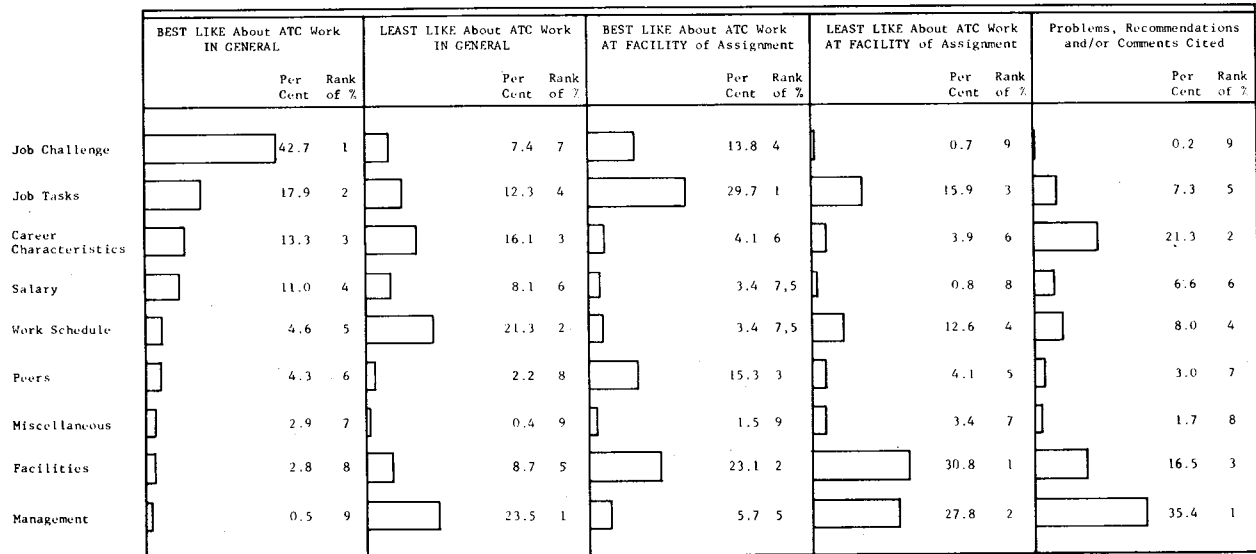 BEST LIKE About ATC Work LEAST LIKE About ATC Work BEST LIKE About ATC Work LEAST LIKE About ATC Work Problems, Recommendations
IN GENERAL IN GENERAL AT FACILITY of Assignment AT FACILITY of Assignment and/or Comments Cited
Per Rank Per Rank Per Rank Per Rank Per Rank
Cent of % Cent of % Cent of % Cent of % Cent of %
Job Challenge 42.7 1 7.4 7 13.8 4 0.7 9 0.2 9
Job Tasks 17.9 2 12.3 4 29.7 1 15.9 3 7.3 5
Career
Characteristics 13.3 3 16.1 3 4.1 6 3.9 6 21.3 2
Salary 11.0 4 8.1 6 3.4 7,5 0.8 8 6.6 6
Work Schedule 4.6 5 21.3 2 3.4 7,5 12.6 4 8.0 4
Peers 4.3 6 2.2 8 15.3 3 4.1 5 3.0 7
Miscellaneous 2.9 7 0.4 9 1.5 9 3.4 7 1.7 8
Facilities 2.8 8 8.7 5 23.1 2 30.8 1 16.5 3
Management 0.5 9 23.5 1 5.7 5 27.8 2 35.4 1